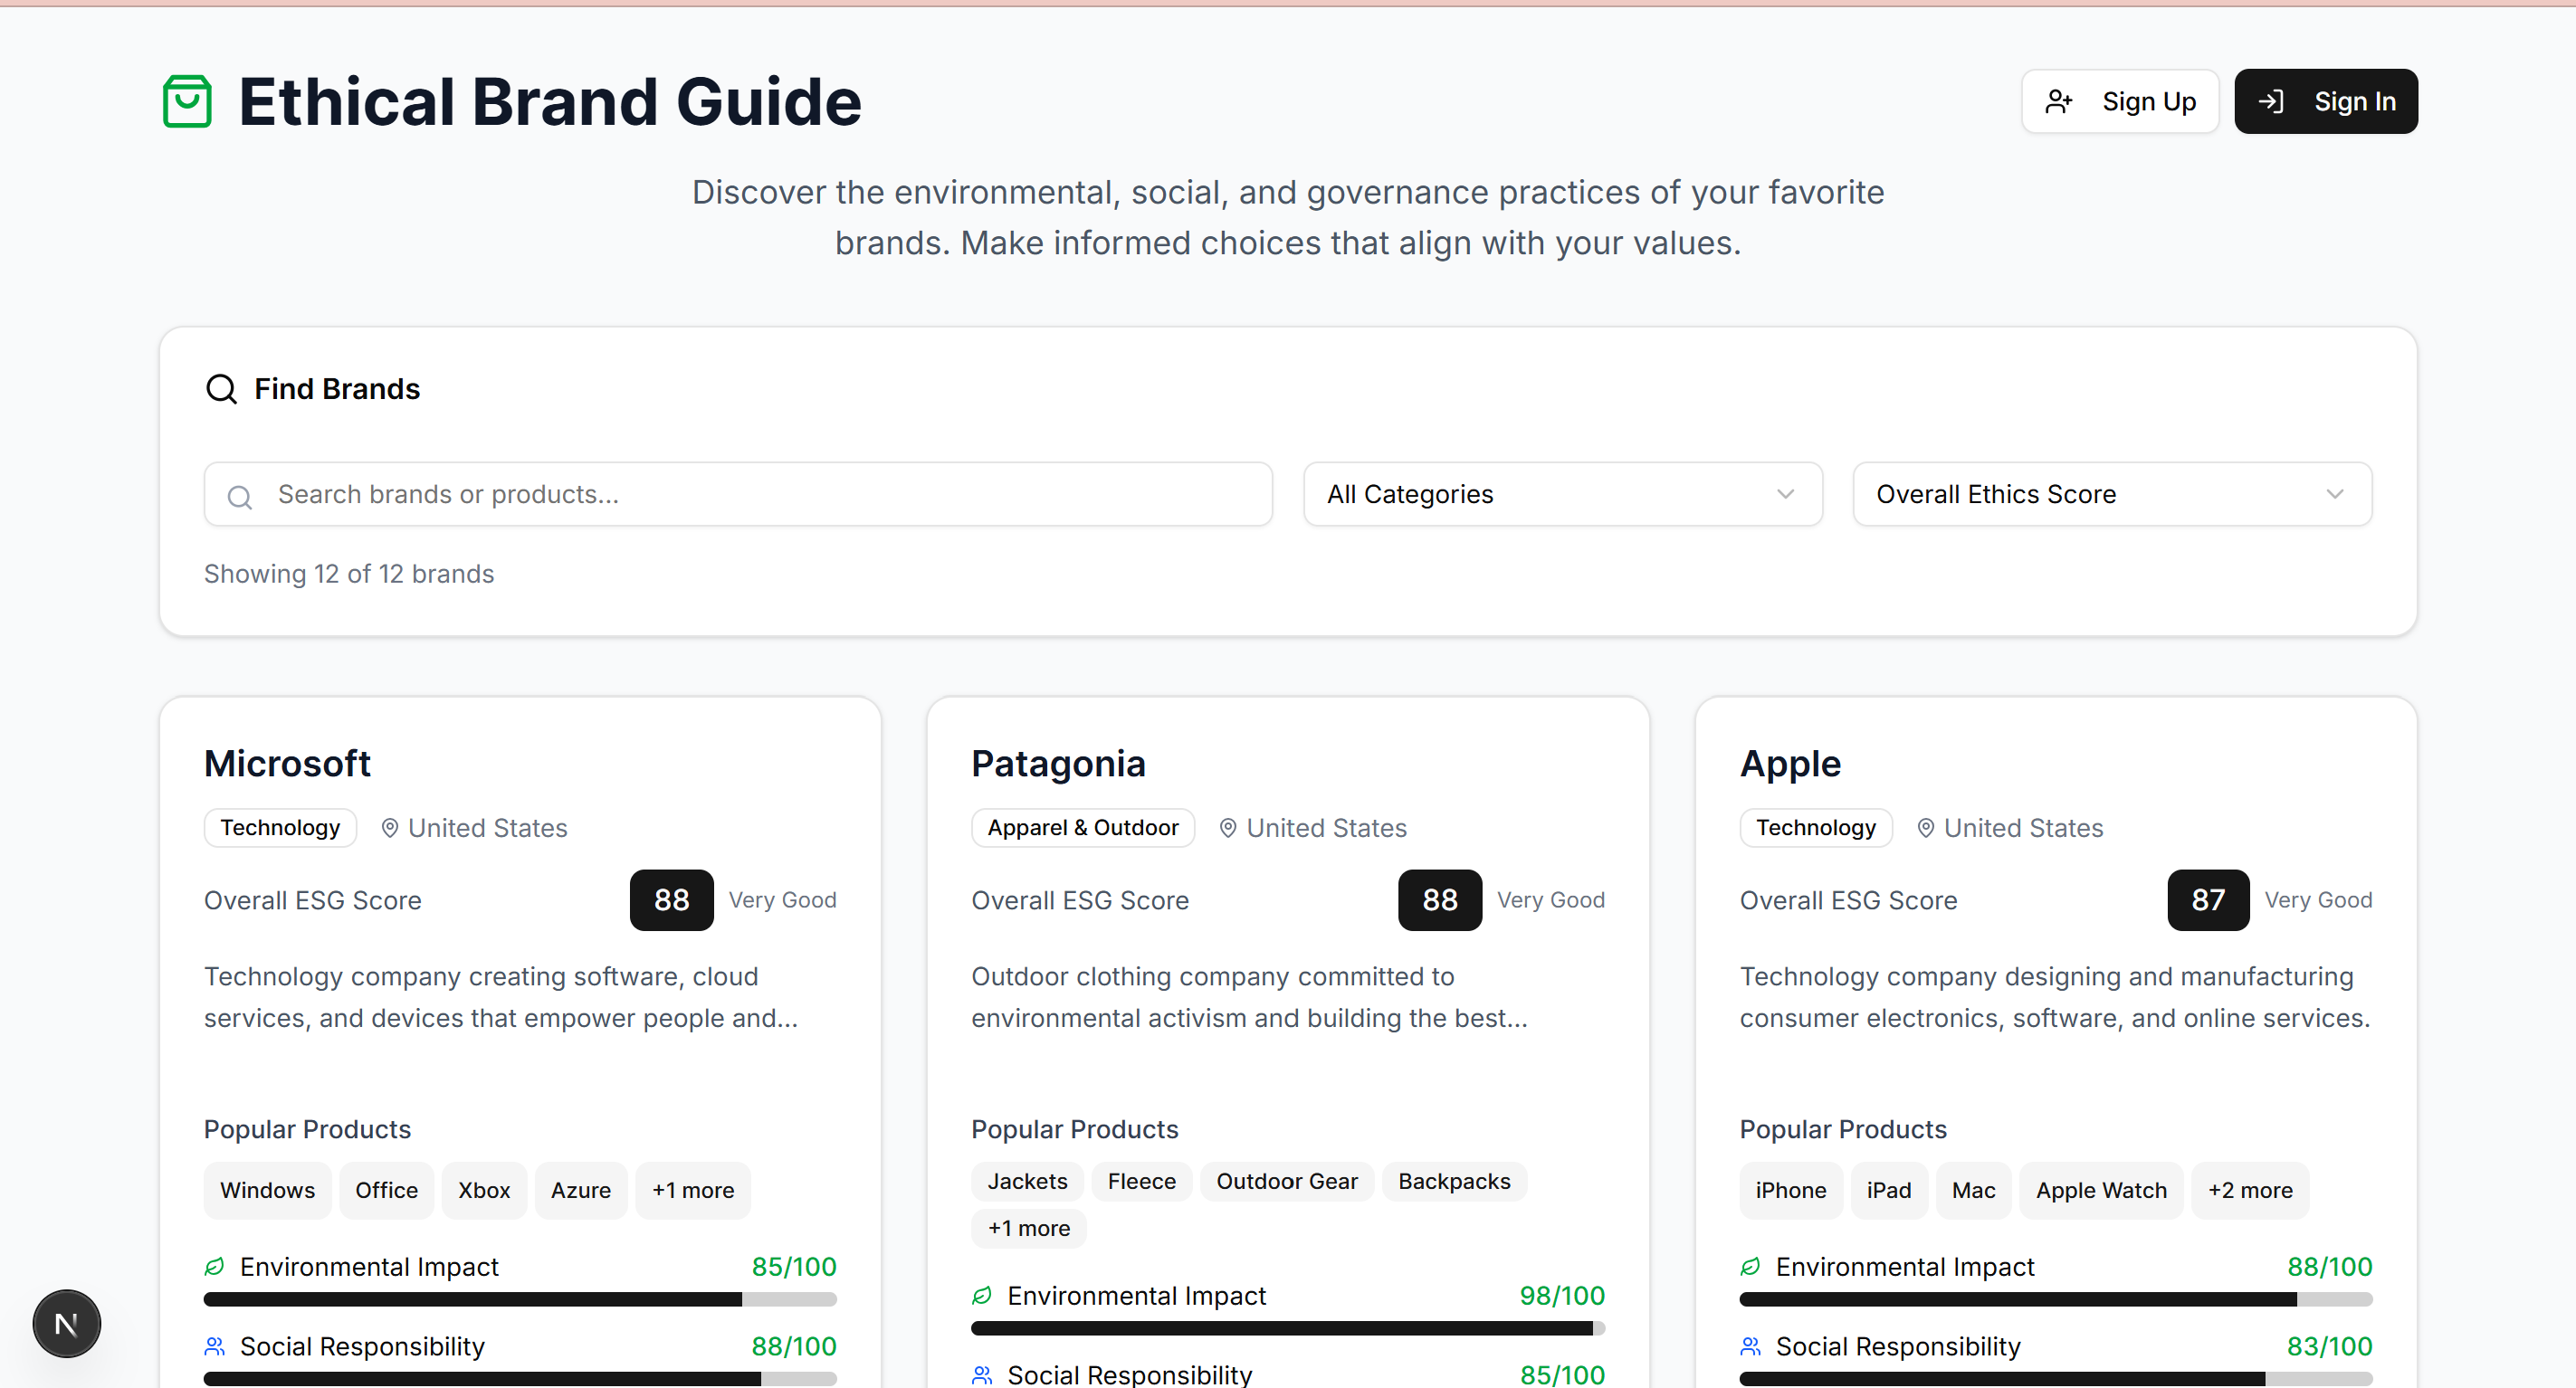 Ethical Brand Guide
Sign Up
Sign In
Discover the environmental, social, and governance practices of your favorite
brands. Make informed choices that align with your values.
Find Brands
Search brands or products...
All Categories
Overall Ethics Score
Showing 12 of 12 brands
Microsoft
Technology
United States
Overall ESG Score
88
Very Good
Technology company creating software, cloud
services, and devices that empower people and...
Popular Products
Windows
Office
Xbox
Azure
+1 more
Environmental Impact
85/100
Social Responsibility
88/100
Patagonia
Apparel & Outdoor
United States
Overall ESG Score
88
Very Good
Outdoor clothing company committed to
environmental activism and building the best...
Popular Products
Jackets
Fleece
Outdoor Gear
Backpacks
+1 more
Environmental Impact
98/100
Social Responsibility
85/100
Apple
Technology
United States
Overall ESG Score
87
Very Good
Technology company designing and manufacturing
consumer electronics, software, and online services.
Popular Products
iPhone
iPad
Mac
Apple Watch
+2 more
Environmental Impact
88/100
Social Responsibility
83/100
N